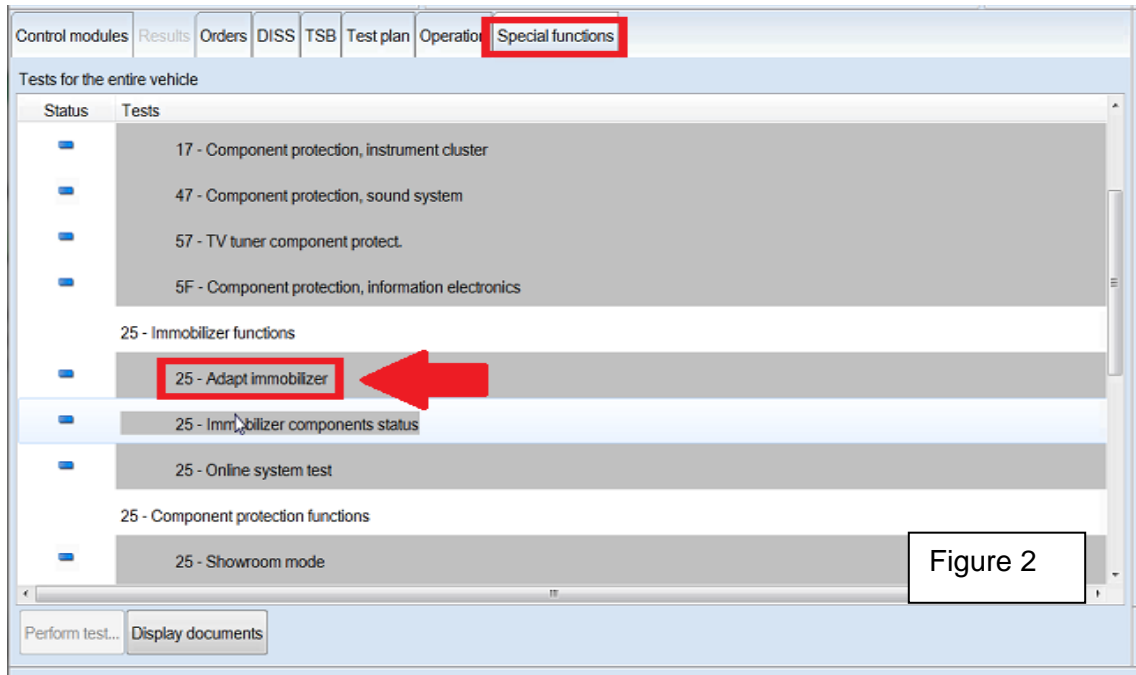 Control modules Results Orders DISS TSB Test plan Operation Special functions
Tests for the entire vehicle
Status Tests
17 - Component protection, instrument cluster
47 - Component protection, sound system
57 - TV tuner component protect.
5F - Component protection, information electronics
25 - Immobilizer functions
25 - Adapt immobilizer
25 - Immobilizer components status
25 - Online system test
25 - Component protection functions
25 - Showroom mode
Figure 2
Perform test... Display documents